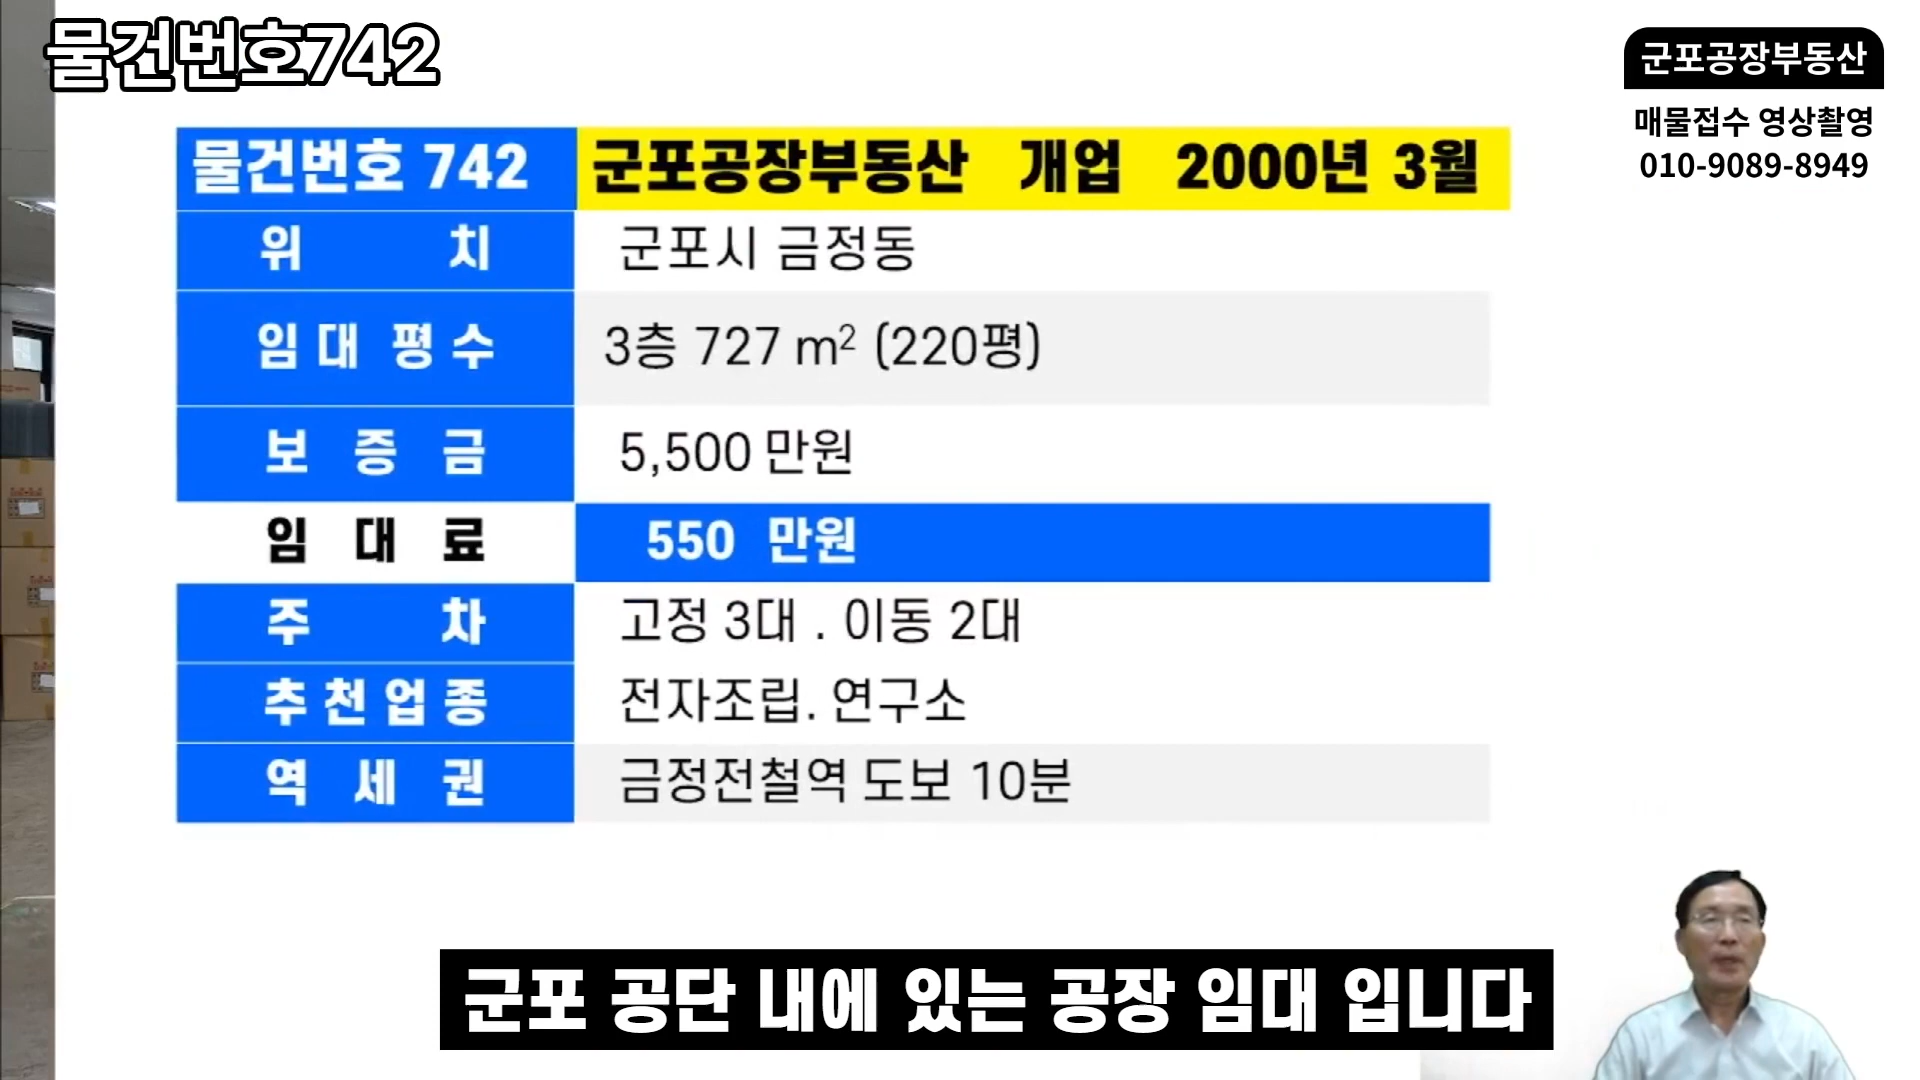 물건번호742
군포공장부동산
매물접수 영상촬영
010-9089-8949
물건번호 742 군포공장부동산 개업 2000년 3월
위 치 군포시 금정동
임 대 평 수 3층 727 m² (220평)
보 증 금 5,500 만원
임 대 료 550 만원
주 차 고정 3대 . 이동 2대
추 천 업 종 전자조립. 연구소
역 세 권 금정전철역 도보 10분
군포 공단 내에 있는 공장 임대 입니다